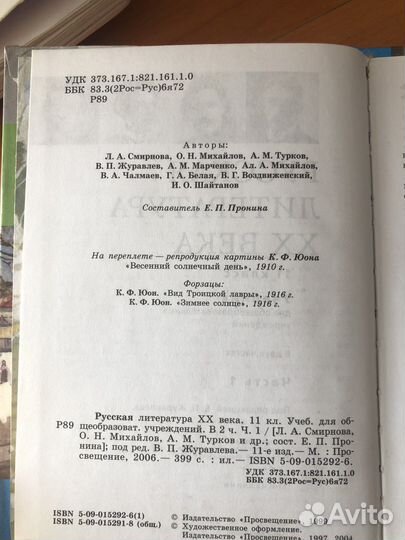 УДК 373.167.1:821.161.1.0
ББК 83.3(2Рос=Рус)6я72
Р89
Авторы:
Л. А. Смирнова, О. Н. Михайлов, А. М. Турков,
В. П. Журавлев, А. М. Марченко, Ал. А. Михайлов,
В. А. Чалмаев, Г. А. Белая, В. Г. Воздвиженский,
И. О. Шайтанов
Составитель Е. П. Пронина
На переплете — репродукция картины К. Ф. Юона
«Весенний солнечный день», 1910 г.
Форзацы:
К. Ф. Юон. «Вид Троицкой лавры», 1916 г.
К. Ф. Юон. «Зимнее солнце», 1916 г.
Русская литература XX века. 11 кл. Учеб. для об-
Р89 щеобразоват. учреждений. В 2 ч. Ч. 1 / [Л. А. Смирнова,
О. Н. Михайлов, А. М. Турков и др.; сост. Е. П. Про-
нина]; под ред. В. П. Журавлева.— 11-е изд.— М. : Про-
свещение, 2006.— 399 с. : ил.— ISBN 5-09-015292-6.
УДК 373.167.1:821.161.1.0
ББК 83.3(2Рос=Рус)6я72
ISBN 5-09-015292-6(1)
ISBN 5-09-015291-8 (общ.)
© Издательство «Просвещение»,
© Художественное оформление.
Издательство «Просвещение», 1997, 2004
Avito